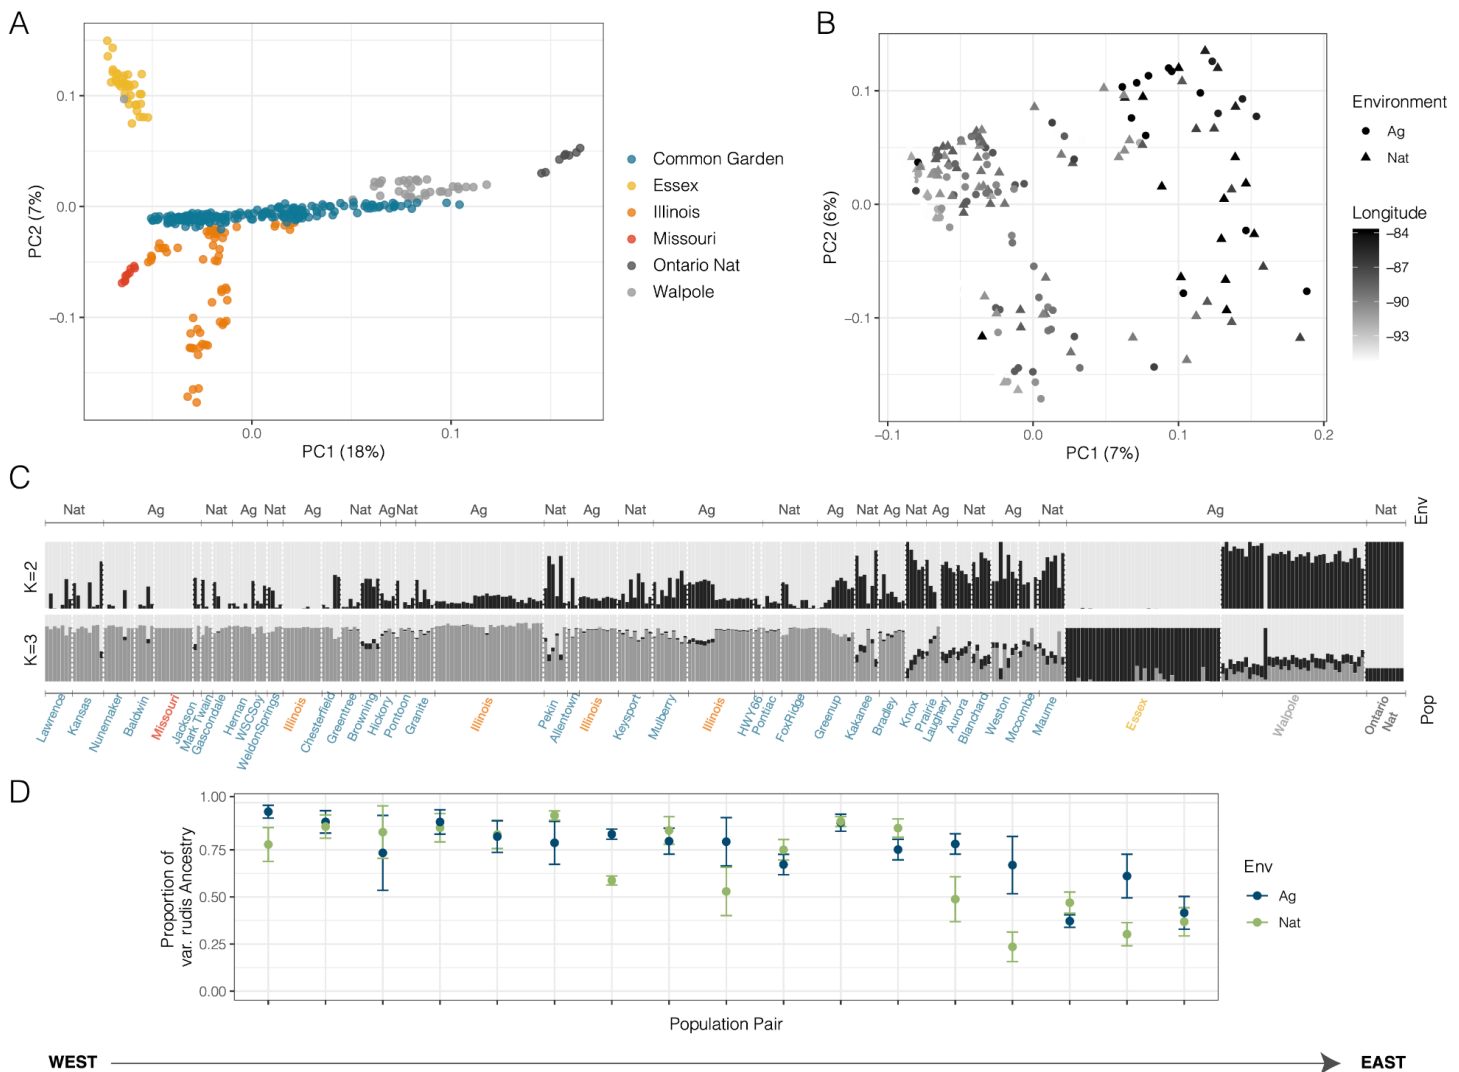 A
0.1
0.0
−0.1
PC2 (7%)
0.0
0.1
PC1 (18%)
Common Garden
Essex
Illinois
Missouri
Ontario Nat
Walpole
B
0.1
0.0
−0.1
PC2 (6%)
−0.1
0.0
0.1
0.2
PC1 (7%)
Environment
Ag
Nat
Longitude
−84
−87
−90
−93
C
Nat Ag Nat Ag Nat Ag Nat Ag Nat Ag Nat Ag Nat Ag Nat Ag Nat Ag Nat Ag Nat Ag Nat Ag Nat
Env
K=2
K=3
Lawrence
Kansas
Nunemaker
Baldwin
Missouri
Jackson
Mark Twain
Gascondale
Herman
WSGSoy
WeldonSprings
Illinois
Chesterfield
Greentree
Browning
Hickory
Pontoon
Granite
Illinois
Pekin
Allentown
Illinois
Keysport
Mulberry
Illinois
HWY66
Pontiac
FoxRidge
Greenup
Kakanee
Bradley
Knox
Prairie
Laughery
Aurora
Blanchard
Weston
Mcoombe
Maume
Essex
Walpole
Ontario
Nat
Pop
D
1.00
0.75
0.50
0.25
0.00
Proportion of
var. rudis Ancestry
Population Pair
Env
Ag
Nat
WEST
EAST